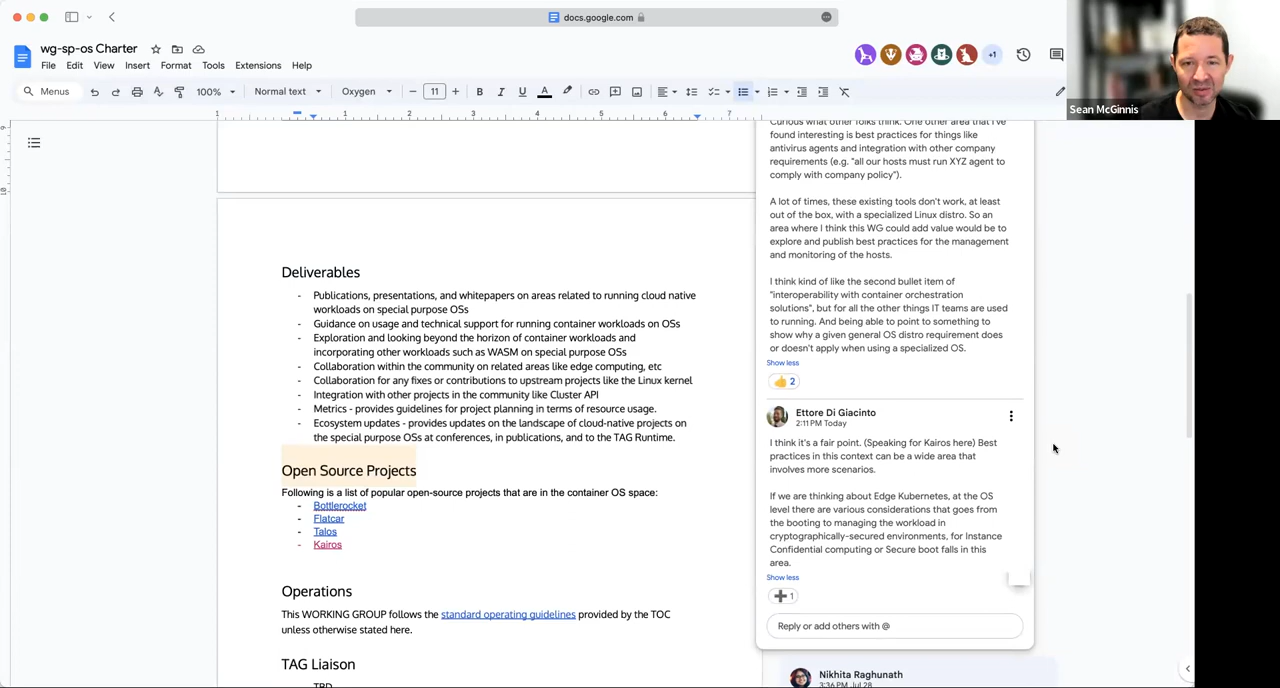 docs.google.com
wg-sp-os Charter
File Edit View Insert Format Tools Extensions Help
+1
Sean McGinnis
Menus
100%
Normal text
Oxygen
11
B I U A
1 1 2 3 4 5 6 7
Curious what other folks think. One other area that I've
found interesting is best practices for things like
antivirus agents and integration with other company
requirements (e.g. "all our hosts must run XYZ agent to
comply with company policy").
A lot of times, these existing tools don't work, at least
out of the box, with a specialized Linux distro. So an
area where I think this WG could add value would be to
explore and publish best practices for the management
and monitoring of the hosts.
I think kind of like the second bullet item of
"interoperability with container orchestration
solutions", but for all the other things IT teams are used
to running. And being able to point to something to
show why a given general OS distro requirement does
or doesn't apply when using a specialized OS.
Show less
2
Ettore Di Giacinto
2:11 PM Today
I think it's a fair point. (Speaking for Kairos here) Best
practices in this context can be a wide area that
involves more scenarios.
If we are thinking about Edge Kubernetes, at the OS
level there are various considerations that goes from
the booting to managing the workload in
cryptographically-secured environments, for Instance
Confidential computing or Secure boot falls in this
area.
Show less
1
Reply or add others with @
Nikhita Raghunath
3:36 PM Jul 28
Deliverables
- Publications, presentations, and whitepapers on areas related to running cloud native
workloads on special purpose OSs
- Guidance on usage and technical support for running container workloads on OSs
- Exploration and looking beyond the horizon of container workloads and
incorporating other workloads such as WASM on special purpose OSs
- Collaboration within the community on related areas like edge computing, etc
- Collaboration for any fixes or contributions to upstream projects like the Linux kernel
- Integration with other projects in the community like Cluster API
- Metrics - provides guidelines for project planning in terms of resource usage.
- Ecosystem updates - provides updates on the landscape of cloud-native projects on
the special purpose OSs at conferences, in publications, and to the TAG Runtime.
Open Source Projects
Following is a list of popular open-source projects that are in the container OS space:
- Bottlerocket
- Flatcar
- Talos
- Kairos
Operations
This WORKING GROUP follows the standard operating guidelines provided by the TOC
unless otherwise stated here.
TAG Liaison
TBD